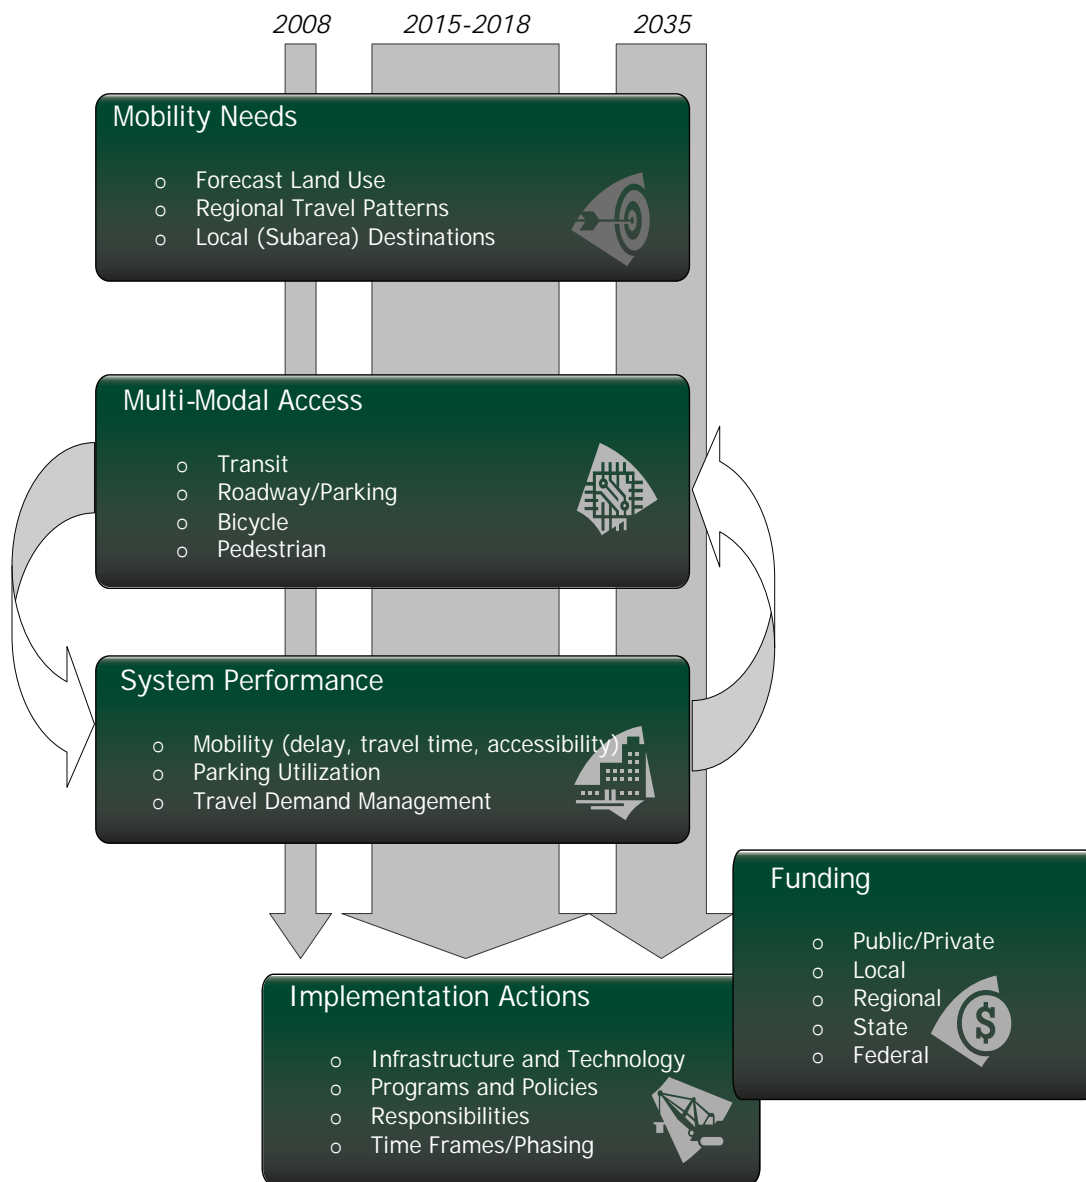 2008 2015-2018 2035
Mobility Needs
o Forecast Land Use
o Regional Travel Patterns
o Local (Subarea) Destinations
Multi-Modal Access
o Transit
o Roadway/Parking
o Bicycle
o Pedestrian
System Performance
o Mobility (delay, travel time, accessibility)
o Parking Utilization
o Travel Demand Management
Funding
o Public/Private
o Local
o Regional
o State
o Federal
$
Implementation Actions
o Infrastructure and Technology
o Programs and Policies
o Responsibilities
o Time Frames/Phasing